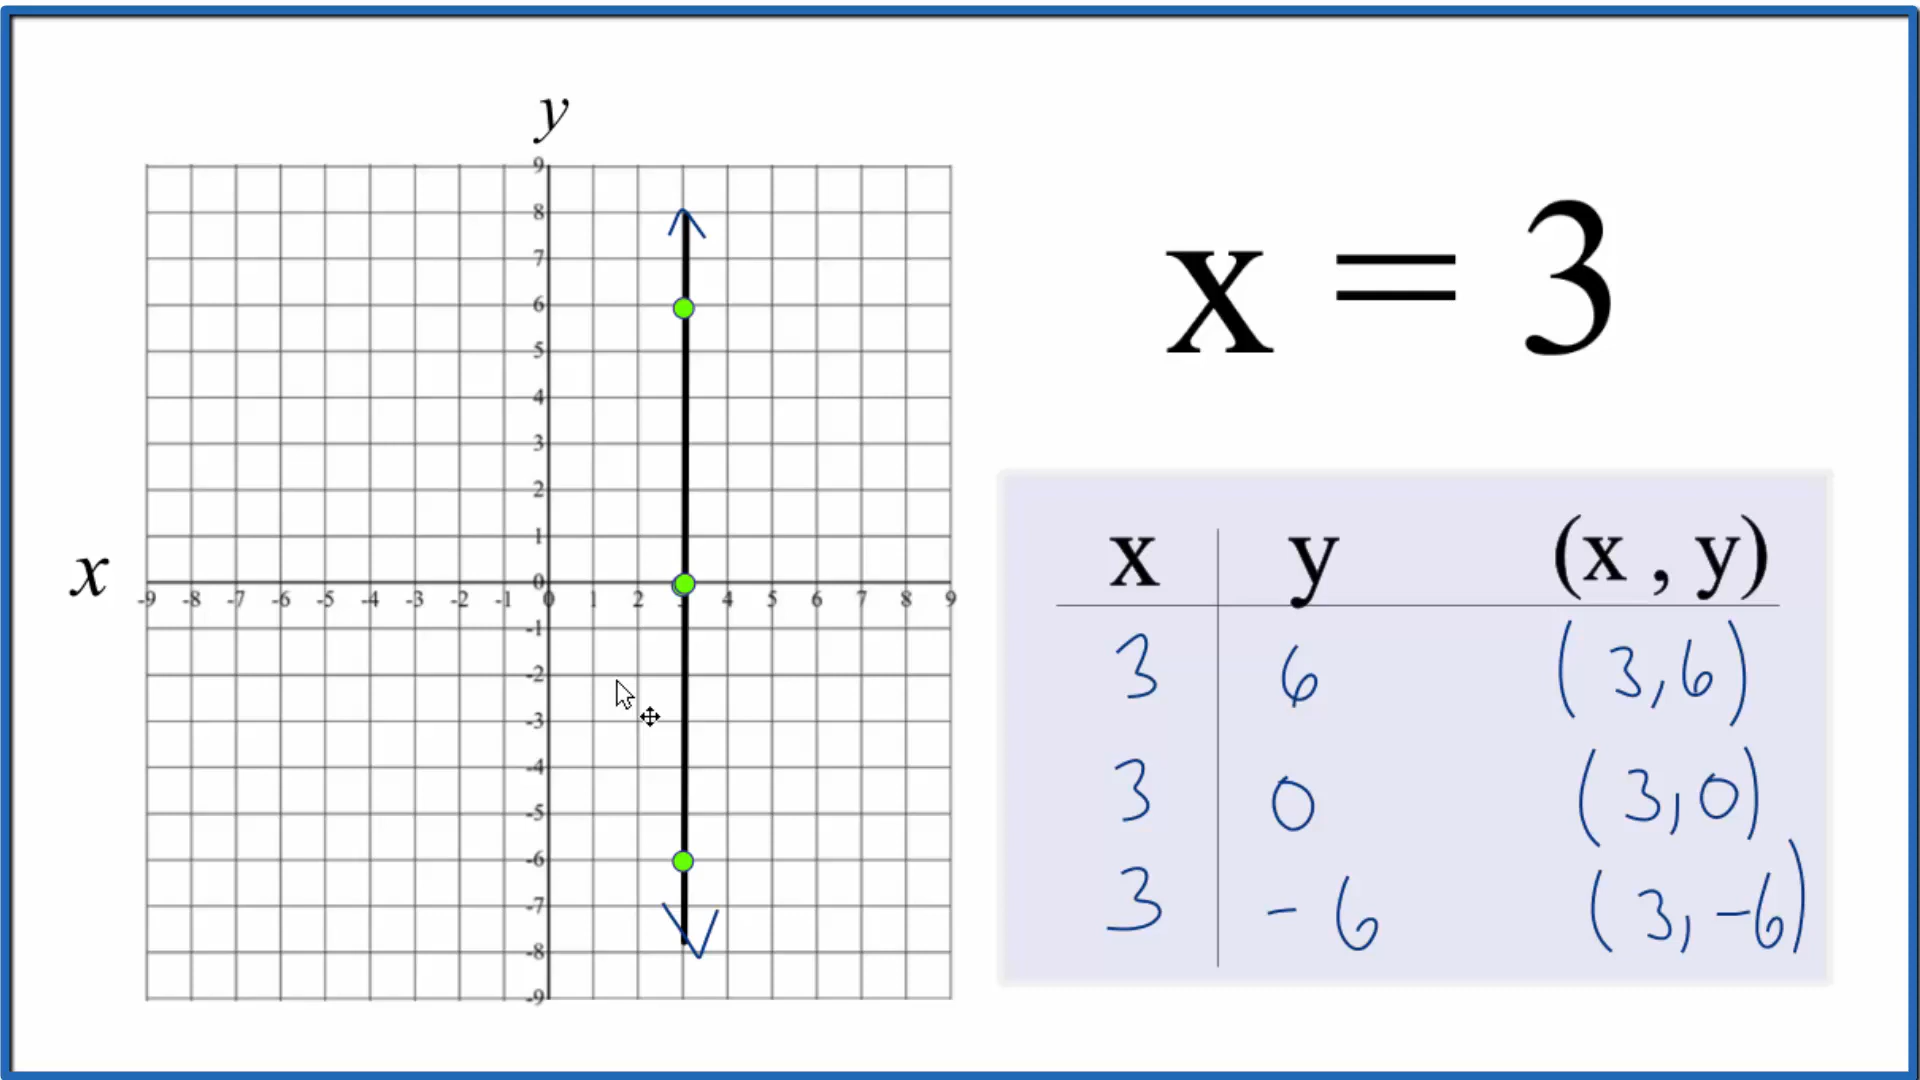 y
9
8
7
6
5
4
3
2
1
x
0
-9 -8 -7 -6 -5 -4 -3 -2 -1 0 1 2 4 5 6 7 8 9
-1
-2
-3
-4
-5
-6
-7
-8
-9
x = 3
x y (x , y)
3 6 (3,6)
3 0 (3,0)
3 -6 (3,-6)